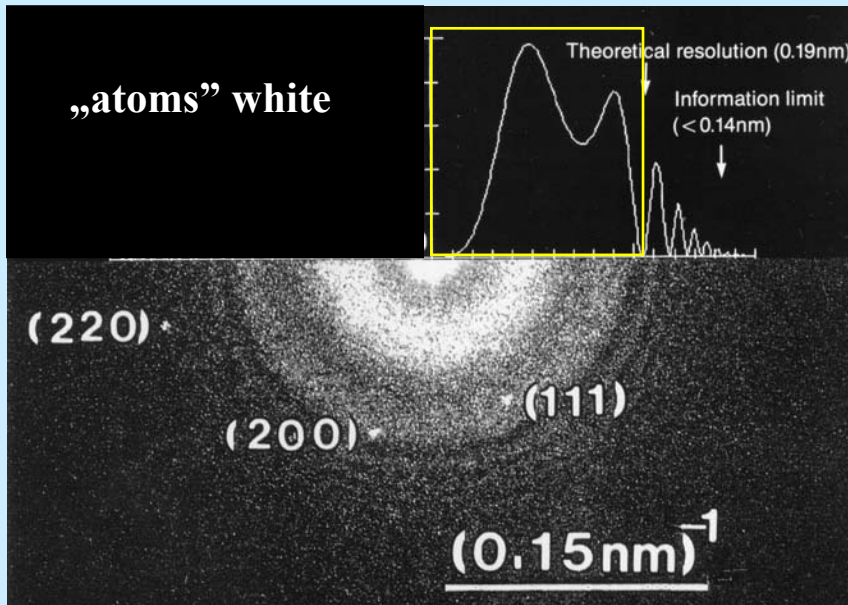 „atoms” white
Theoretical resolution (0.19nm)
Information limit
(<0.14nm)
(220)
(111)
(200)
(0.15nm)⁻¹